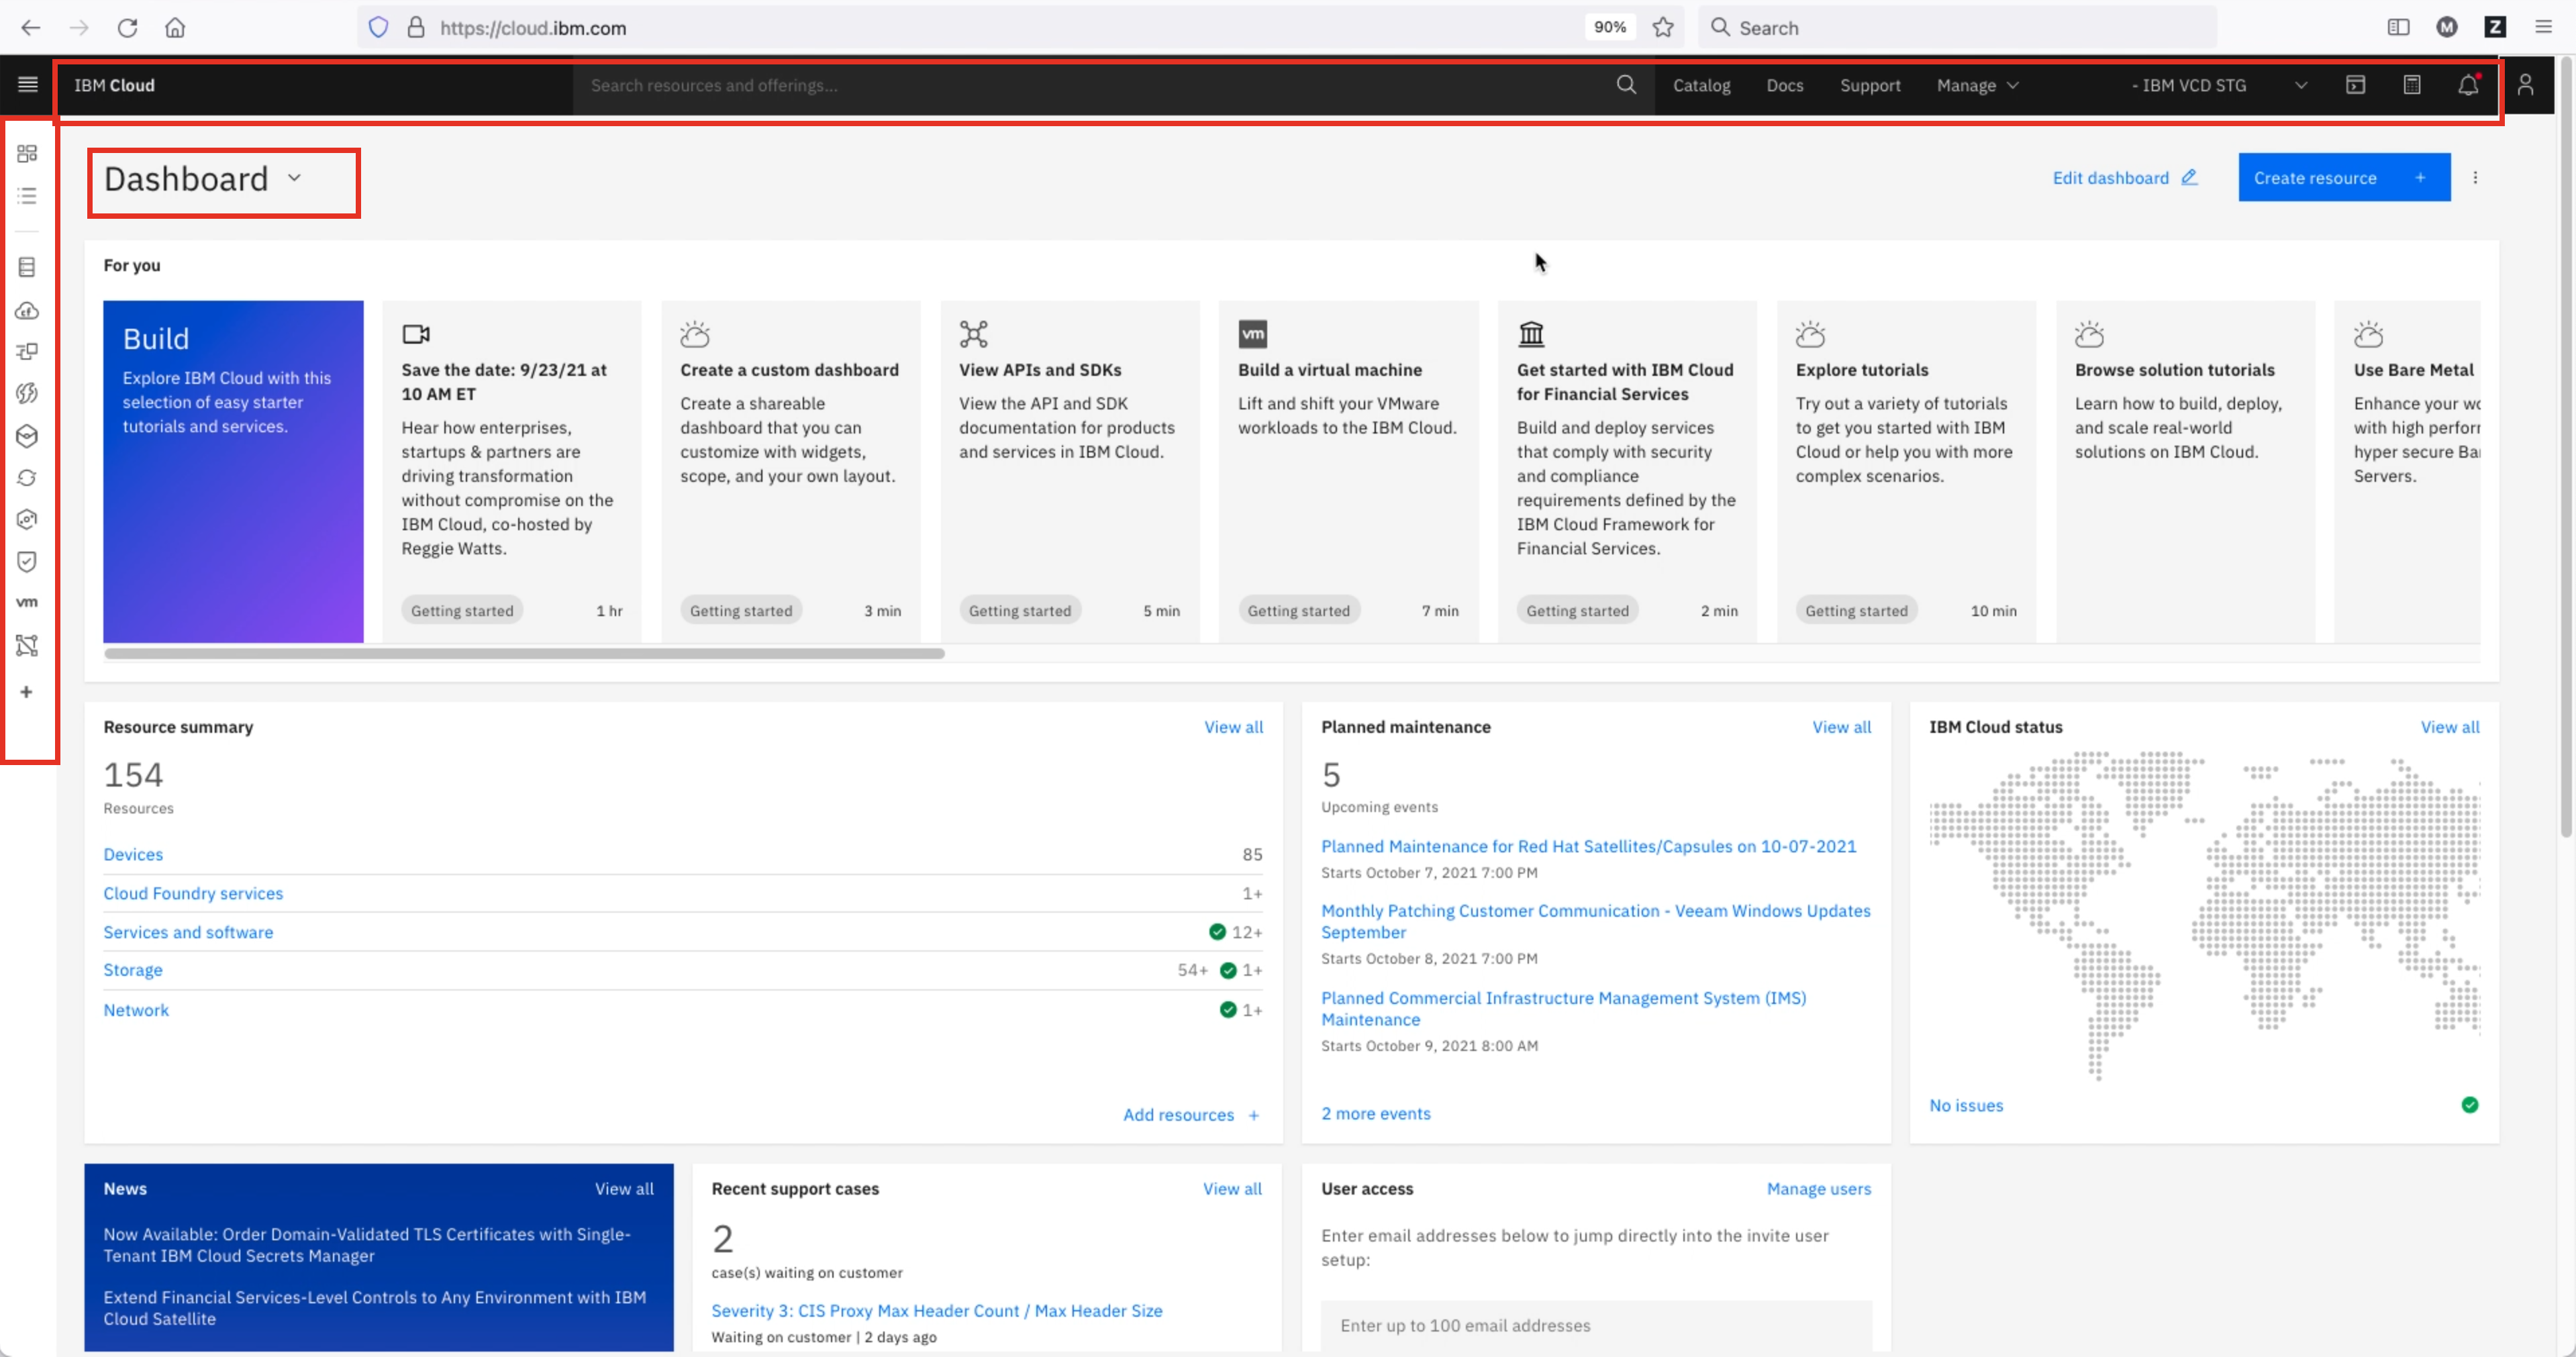 https://cloud.ibm.com
90%
Search
M
Z
IBM Cloud
Search resources and offerings...
Catalog
Docs
Support
Manage
- IBM VCD STG
Dashboard
Edit dashboard
Create resource +
cf
vm
+
For you
Build
Explore IBM Cloud with this
selection of easy starter
tutorials and services.
Save the date: 9/23/21 at
10 AM ET
Hear how enterprises,
startups & partners are
driving transformation
without compromise on the
IBM Cloud, co-hosted by
Reggie Watts.
Getting started
1 hr
Create a custom dashboard
Create a shareable
dashboard that you can
customize with widgets,
scope, and your own layout.
Getting started
3 min
View APIs and SDKs
View the API and SDK
documentation for products
and services in IBM Cloud.
Getting started
5 min
vm
Build a virtual machine
Lift and shift your VMware
workloads to the IBM Cloud.
Getting started
7 min
Get started with IBM Cloud
for Financial Services
Build and deploy services
that comply with security
and compliance
requirements defined by the
IBM Cloud Framework for
Financial Services.
Getting started
2 min
Explore tutorials
Try out a variety of tutorials
to get you started with IBM
Cloud or help you with more
complex scenarios.
Getting started
10 min
Browse solution tutorials
Learn how to build, deploy,
and scale real-world
solutions on IBM Cloud.
Use Bare Metal
Enhance your
with high
hyper secure
Servers.
Resource summary
View all
154
Resources
Devices
85
Cloud Foundry services
1+
Services and software
12+
Storage
54+ 1+
Network
1+
Add resources +
Planned maintenance
View all
5
Upcoming events
Planned Maintenance for Red Hat Satellites/Capsules on 10-07-2021
Starts October 7, 2021 7:00 PM
Monthly Patching Customer Communication - Veeam Windows Updates
September
Starts October 8, 2021 7:00 PM
Planned Commercial Infrastructure Management System (IMS)
Maintenance
Starts October 9, 2021 8:00 AM
2 more events
IBM Cloud status
View all
No issues
News
View all
Now Available: Order Domain-Validated TLS Certificates with Single-
Tenant IBM Cloud Secrets Manager
Extend Financial Services-Level Controls to Any Environment with IBM
Cloud Satellite
Recent support cases
View all
2
case(s) waiting on customer
Severity 3: CIS Proxy Max Header Count / Max Header Size
Waiting on customer | 2 days ago
User access
Manage users
Enter email addresses below to jump directly into the invite user
setup:
Enter up to 100 email addresses